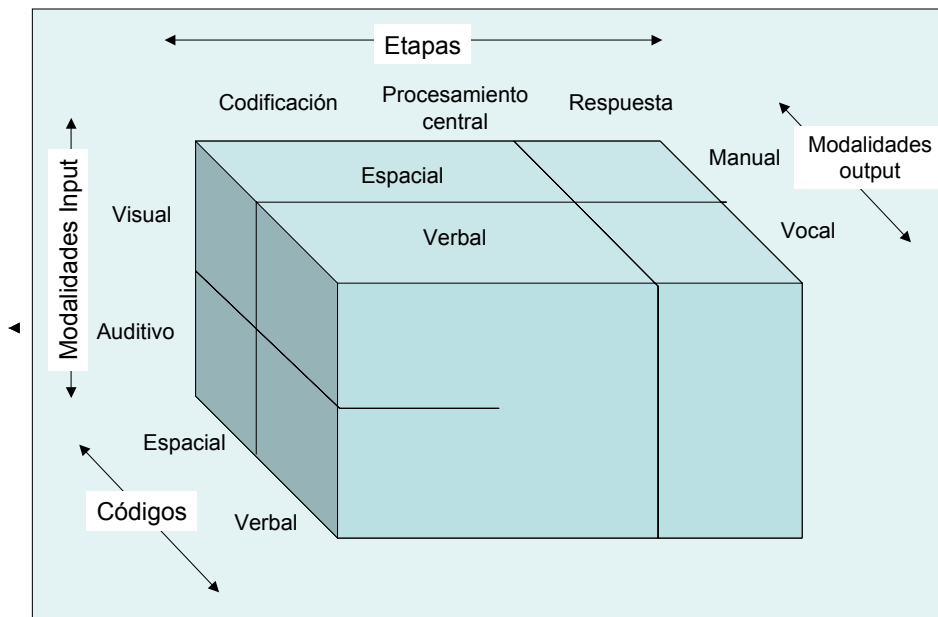 Etapas
Codificación
Procesamiento
central
Respuesta
Manual
Modalidades
output
Espacial
Visual
Verbal
Vocal
Modalidades Input
Auditivo
Espacial
Códigos
Verbal